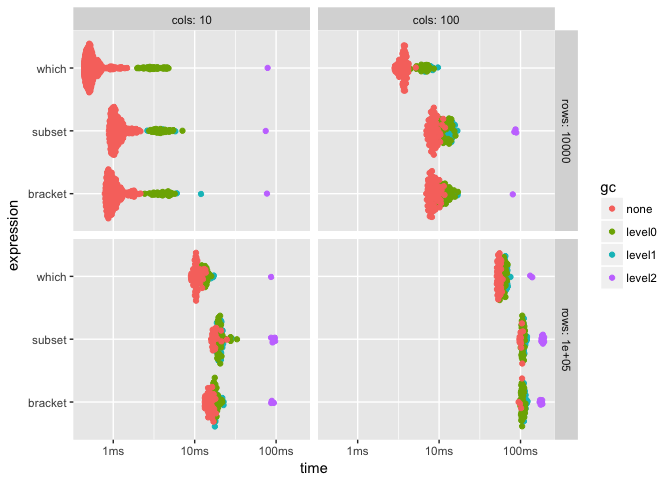 cols: 10
cols: 100
which
subset
bracket
rows: 10000
which
subset
bracket
rows: 1e+05
expression
1ms
10ms
100ms
1ms
10ms
100ms
time
gc
none
level0
level1
level2